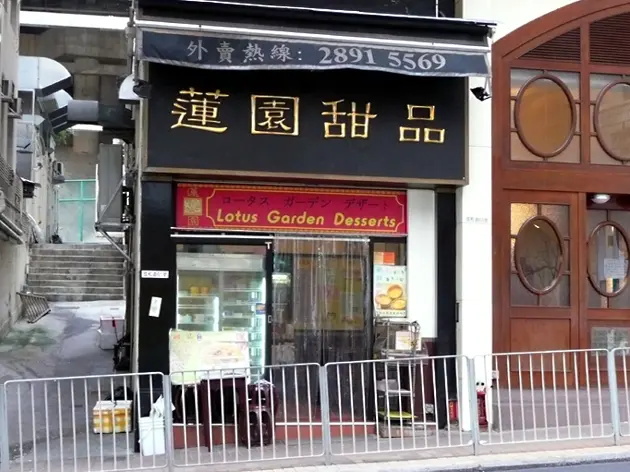 外賣熱線: 2891 5569
蓮園甜品
ロータス ガーデン デザート
Lotus Garden Desserts